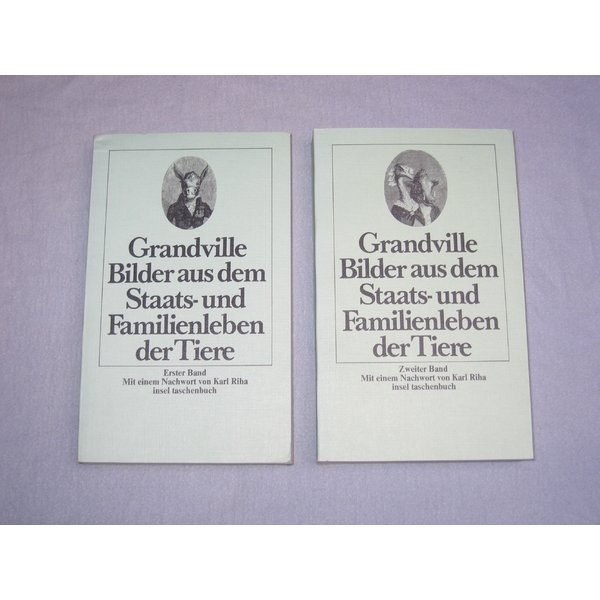 Grandville
Bilder aus dem
Staats- und
Familienleben
der Tiere
Erster Band
Mit einem Nachwort von Karl Riha
insel taschenbuch
Grandville
Bilder aus dem
Staats- und
Familienleben
der Tiere
Zweiter Band
Mit einem Nachwort von Karl Riha
insel taschenbuch